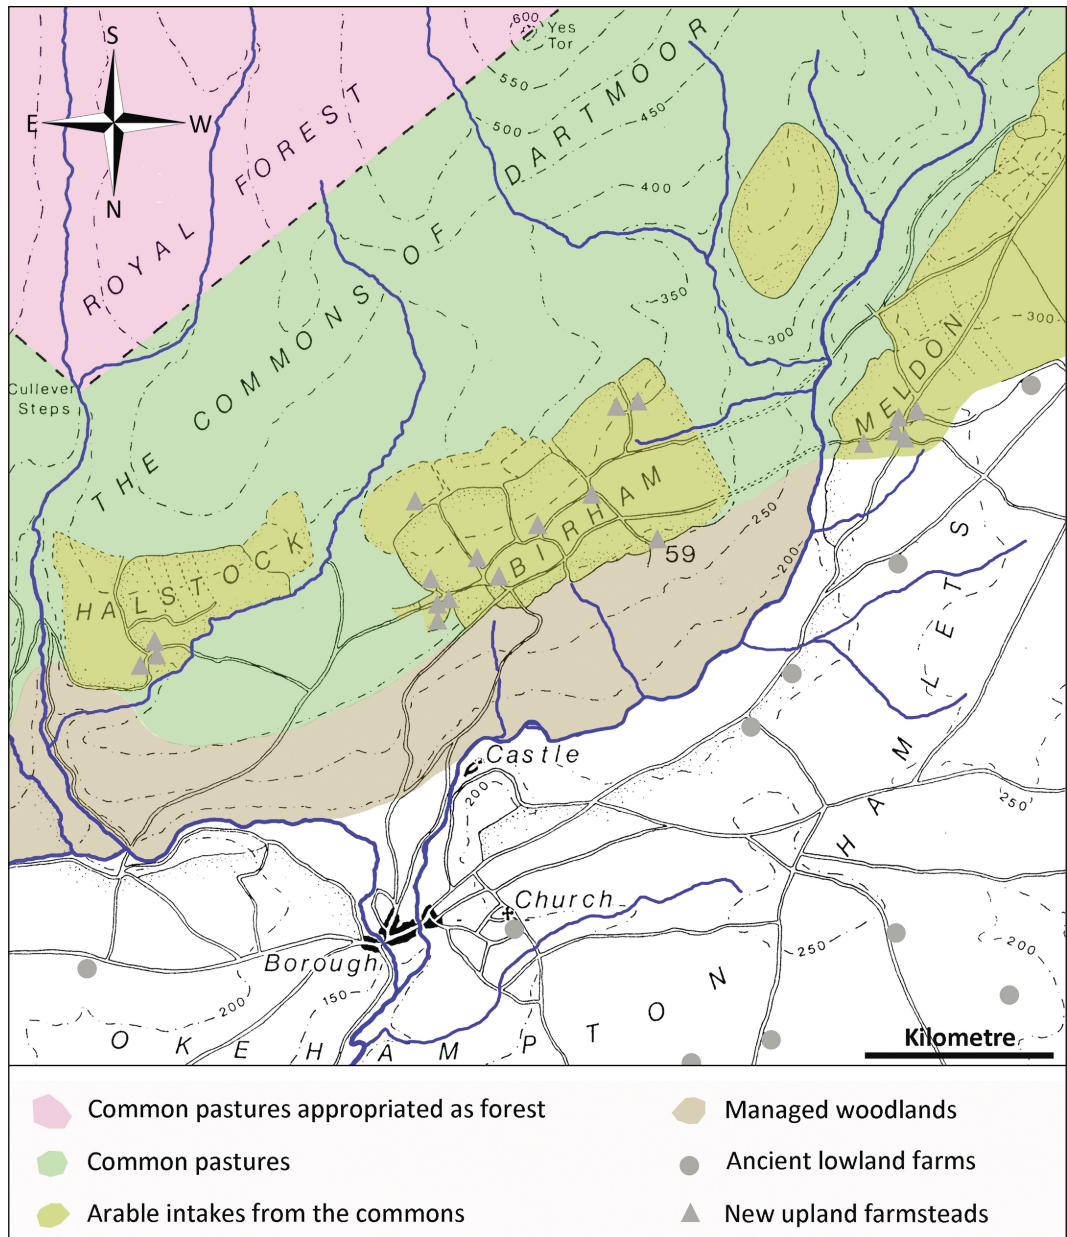 S
E
W
N
600
Yes
Tor
550
500
450
400
350
300
300
ROYAL FOREST
THE COMMONS OF DARTMOOR
Cullever
Steps
MELDON
BIRHAM
HALSTOCK
59
250
200
HAMLETS
Castle
200
250
Church
Borough
200
150
250
200
OKEHAMPTON
Kilometre
Common pastures appropriated as forest
Common pastures
Arable intakes from the commons
Managed woodlands
Ancient lowland farms
New upland farmsteads